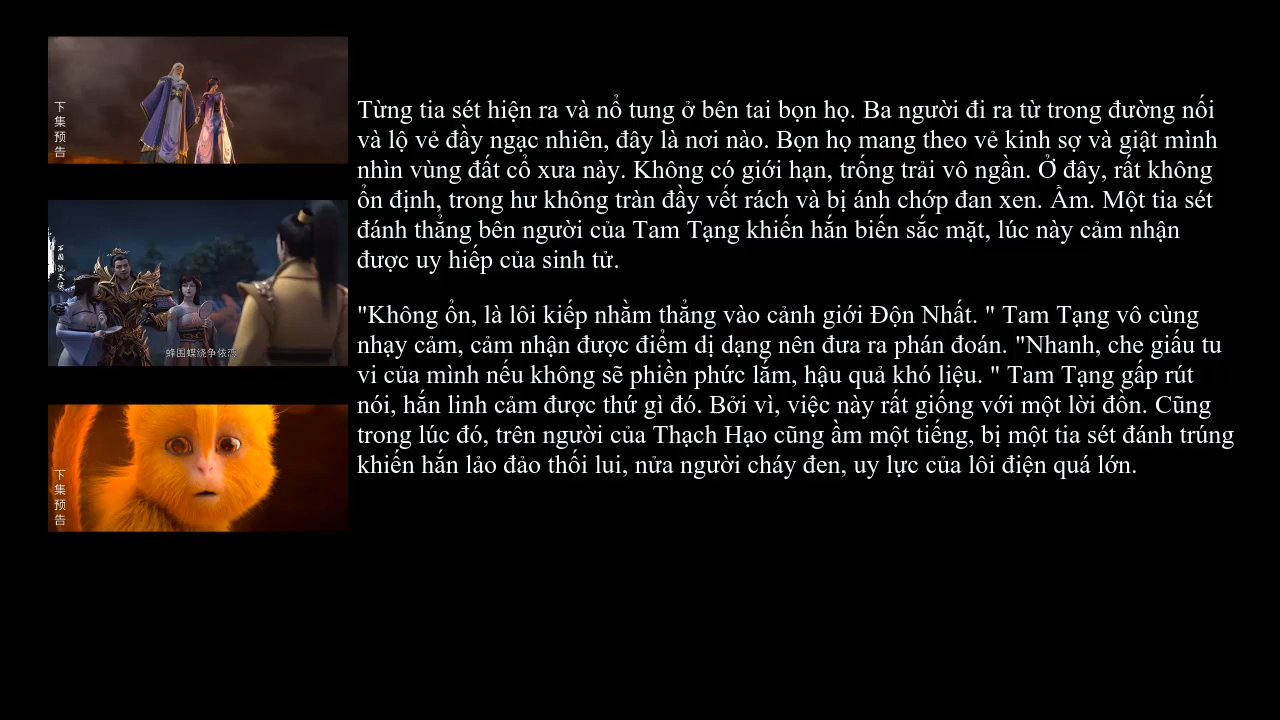 下集预告
Từng tia sét hiện ra và nổ tung ở bên tai bọn họ. Ba người đi ra từ trong đường nối
và lộ vẻ đầy ngạc nhiên, đây là nơi nào. Bọn họ mang theo vẻ kinh sợ và giật mình
nhìn vùng đất cổ xưa này. Không có giới hạn, trống trải vô ngần. Ở đây, rất không
ổn định, trong hư không tràn đầy vết rách và bị ánh chớp đan xen. Ầm. Một tia sét
đánh thẳng bên người của Tam Tạng khiến hắn biến sắc mặt, lúc này cảm nhận
được uy hiếp của sinh tử.
蜂围蝶绕争依恋
"Không ổn, là lôi kiếp nhằm thẳng vào cảnh giới Độn Nhất. " Tam Tạng vô cùng
nhạy cảm, cảm nhận được điểm dị dạng nên đưa ra phán đoán. "Nhanh, che giấu tu
vi của mình nếu không sẽ phiền phức lắm, hậu quả khó liệu. " Tam Tạng gấp rút
nói, hắn linh cảm được thứ gì đó. Bởi vì, việc này rất giống với một lời đồn. Cũng
trong lúc đó, trên người của Thạch Hạo cũng ầm một tiếng, bị một tia sét đánh trúng
khiến hắn lảo đảo thối lui, nửa người cháy đen, uy lực của lôi điện quá lớn.
下集预告